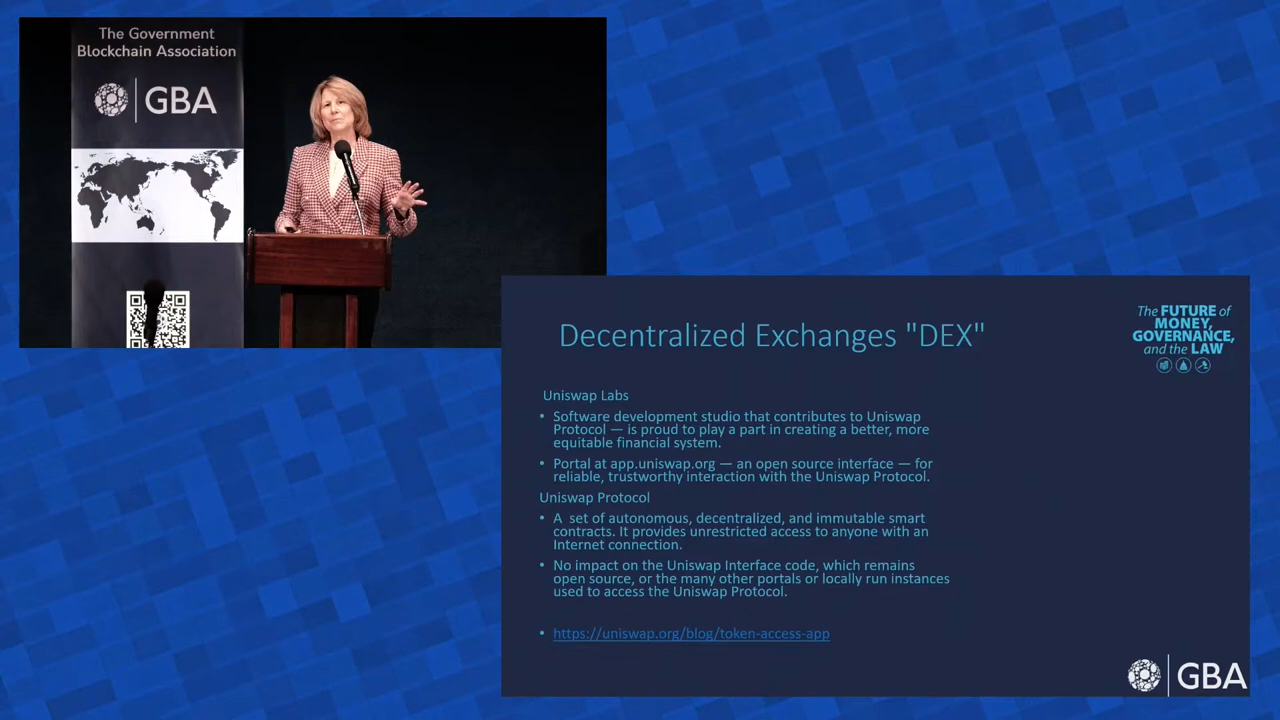 The Government
Blockchain Association
GBA
Decentralized Exchanges "DEX"
The FUTURE of
MONEY,
GOVERNANCE,
and the LAW
Uniswap Labs
• Software development studio that contributes to Uniswap
Protocol — is proud to play a part in creating a better, more
equitable financial system.
• Portal at app.uniswap.org — an open source interface — for
reliable, trustworthy interaction with the Uniswap Protocol.
Uniswap Protocol
• A set of autonomous, decentralized, and immutable smart
contracts. It provides unrestricted access to anyone with an
Internet connection.
• No impact on the Uniswap Interface code, which remains
open source, or the many other portals or locally run instances
used to access the Uniswap Protocol.
• https://uniswap.org/blog/token-access-app
GBA